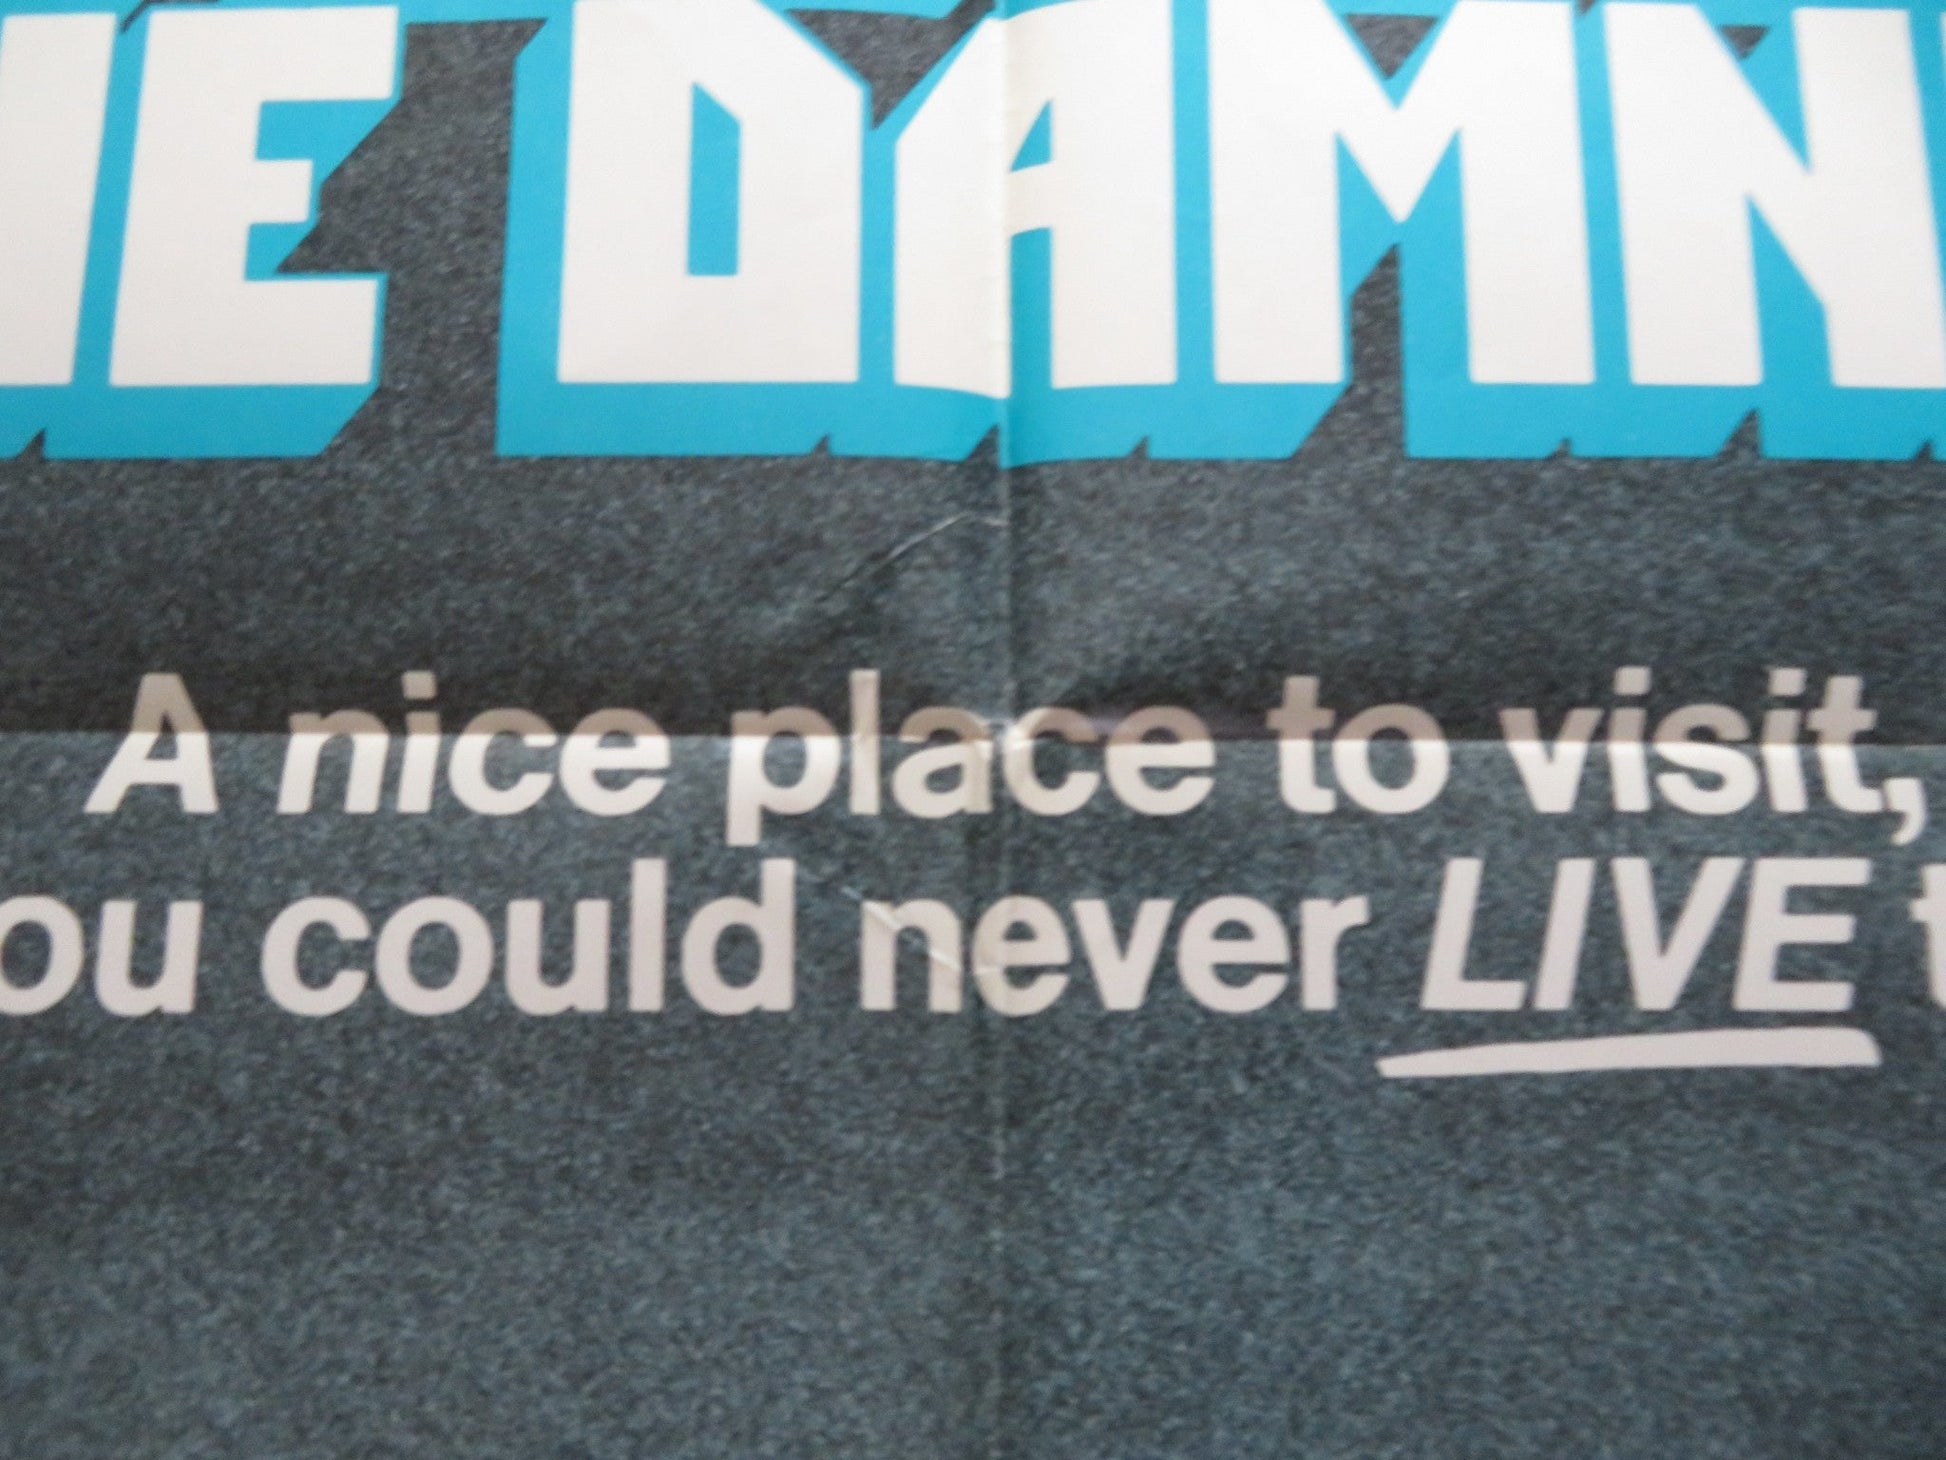 HE DAMN
A nice place to visit,
ou could never LIVE t